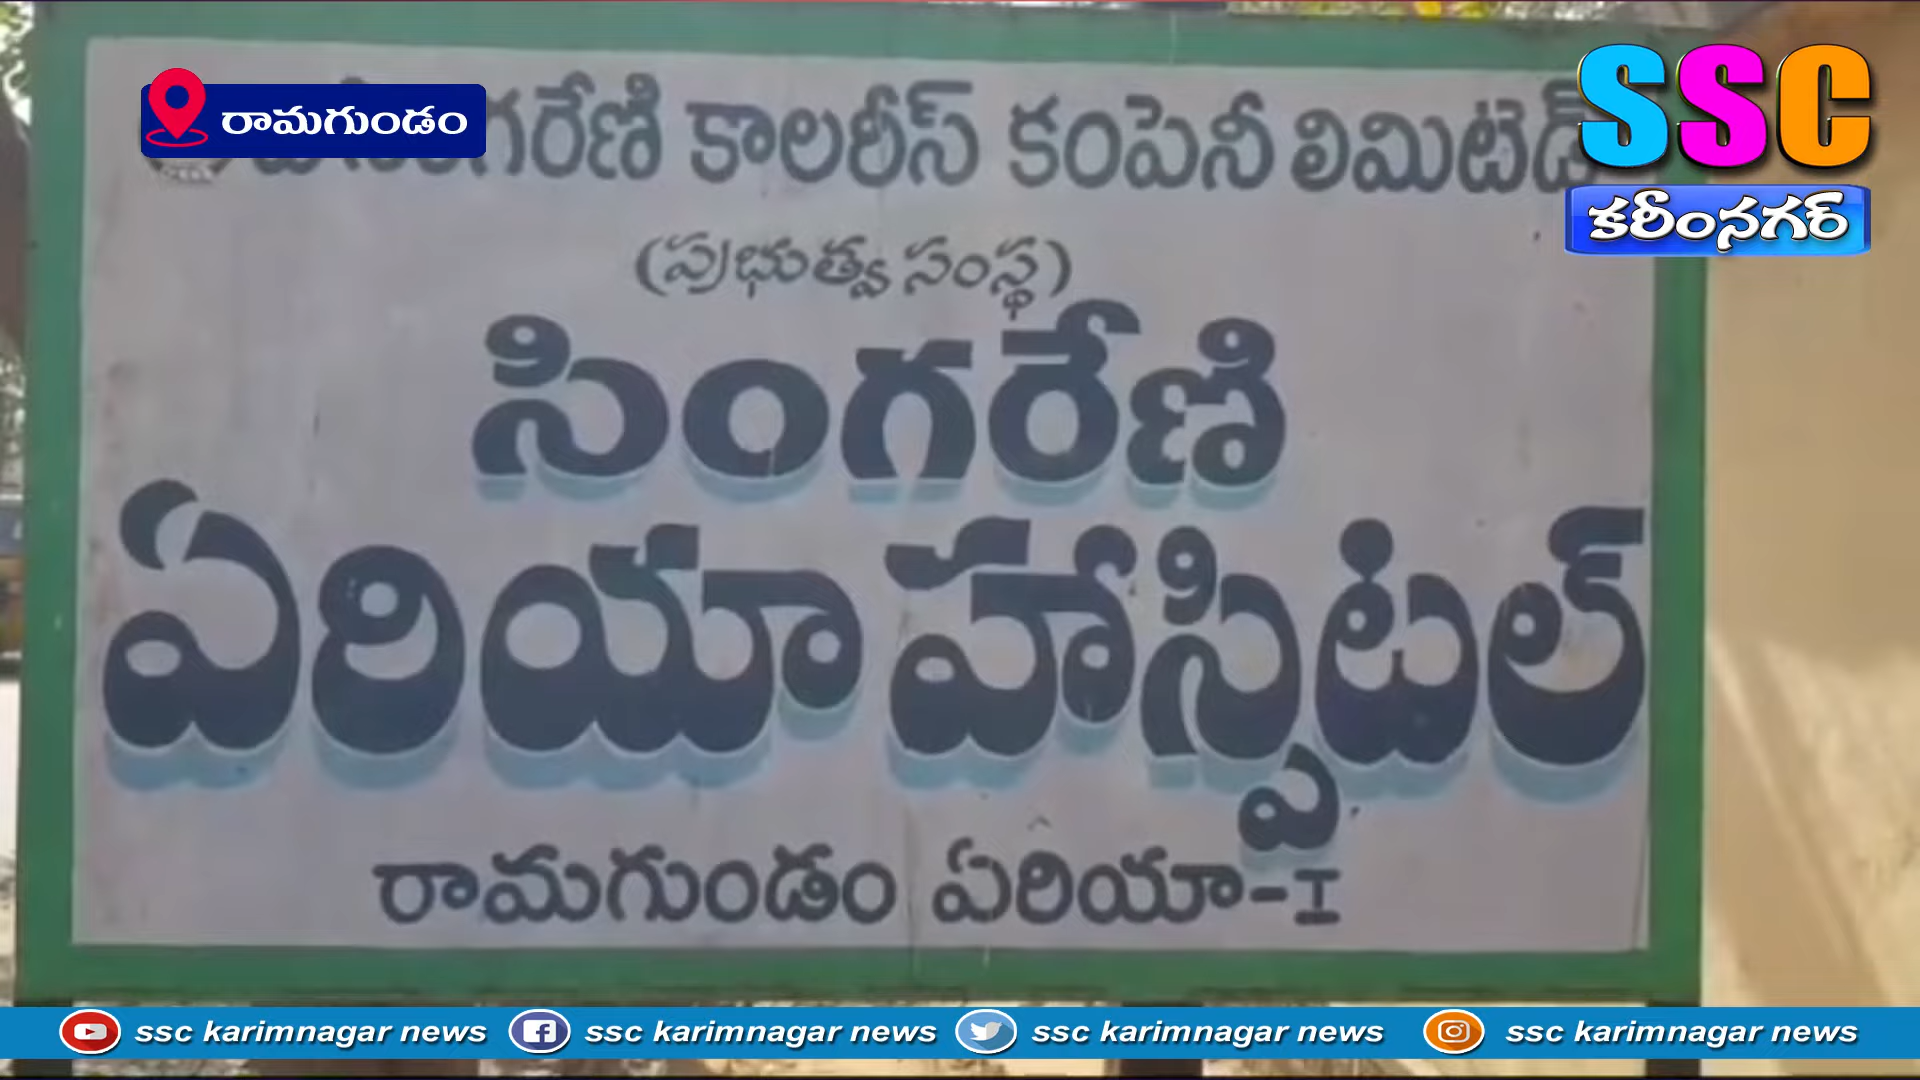 రామగుండం
SSC
కరీంనగర్
కాలరీస్ కంపెనీ లిమిటెడ్
(ప్రభుత్వ సంస్థ)
సింగరేణి
ఏరియా హాస్పిటల్
రామగుండం ఏరియా-I
ssc karimnagar news ssc karimnagar news ssc karimnagar news ssc karimnagar news